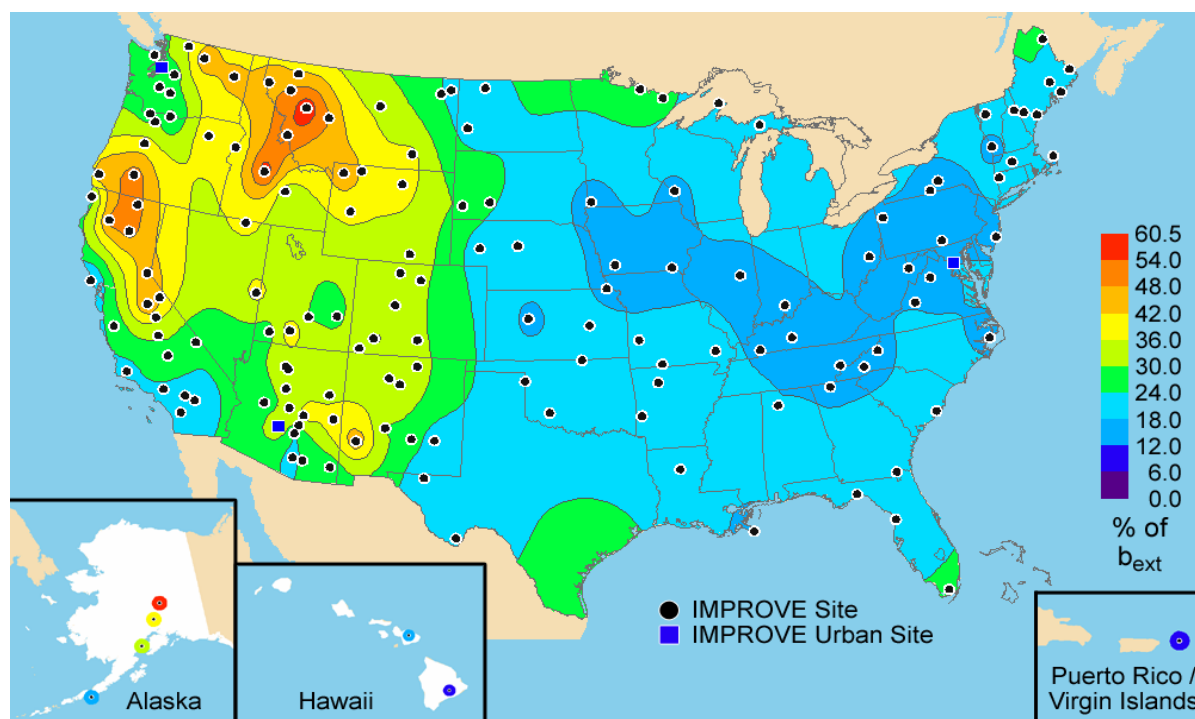 60.5
54.0
48.0
42.0
36.0
30.0
24.0
18.0
12.0
6.0
0.0
% of
bext
IMPROVE Site
IMPROVE Urban Site
Alaska
Hawaii
Puerto Rico /
Virgin Islands